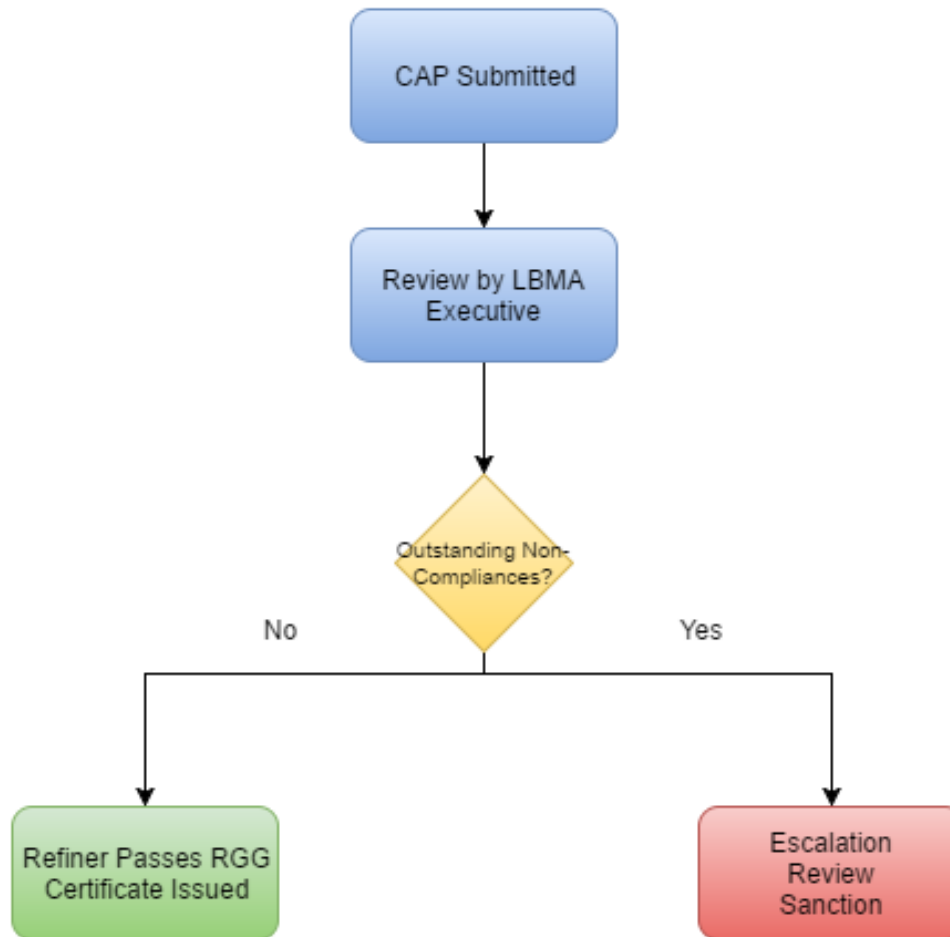 CAP Submitted
Review by LBMA
Executive
Outstanding Non-
Compliances?
No
Yes
Refiner Passes RGG
Certificate Issued
Escalation
Review
Sanction